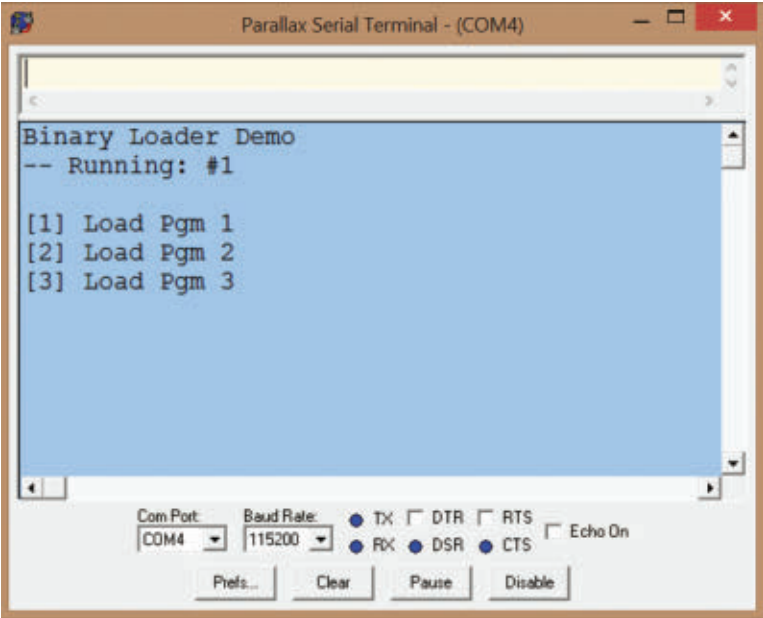 Parallax Serial Terminal - (COM4)
Binary Loader Demo
-- Running: #1
[1] Load Pgm 1
[2] Load Pgm 2
[3] Load Pgm 3
Com Port: Baud Rate: TX DTR RTS
COM4 115200 RX DSR CTS Echo On
Prefs... Clear Pause Disable